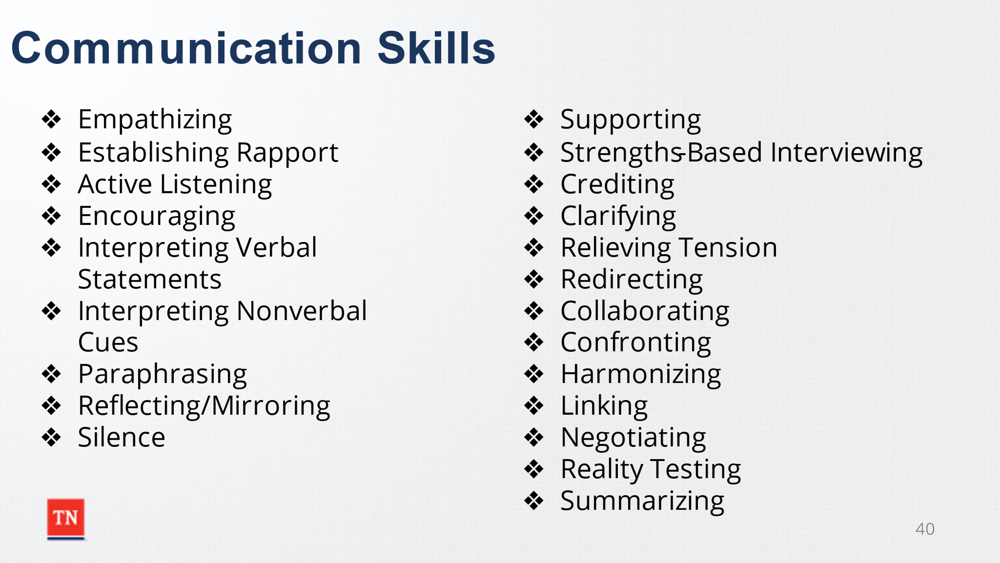 Communication Skills
❖ Empathizing
❖ Establishing Rapport
❖ Active Listening
❖ Encouraging
❖ Interpreting Verbal
Statements
❖ Interpreting Nonverbal
Cues
❖ Paraphrasing
❖ Reflecting/Mirroring
❖ Silence
❖ Supporting
❖ Strengths-Based Interviewing
❖ Crediting
❖ Clarifying
❖ Relieving Tension
❖ Redirecting
❖ Collaborating
❖ Confronting
❖ Harmonizing
❖ Linking
❖ Negotiating
❖ Reality Testing
❖ Summarizing
TN
40